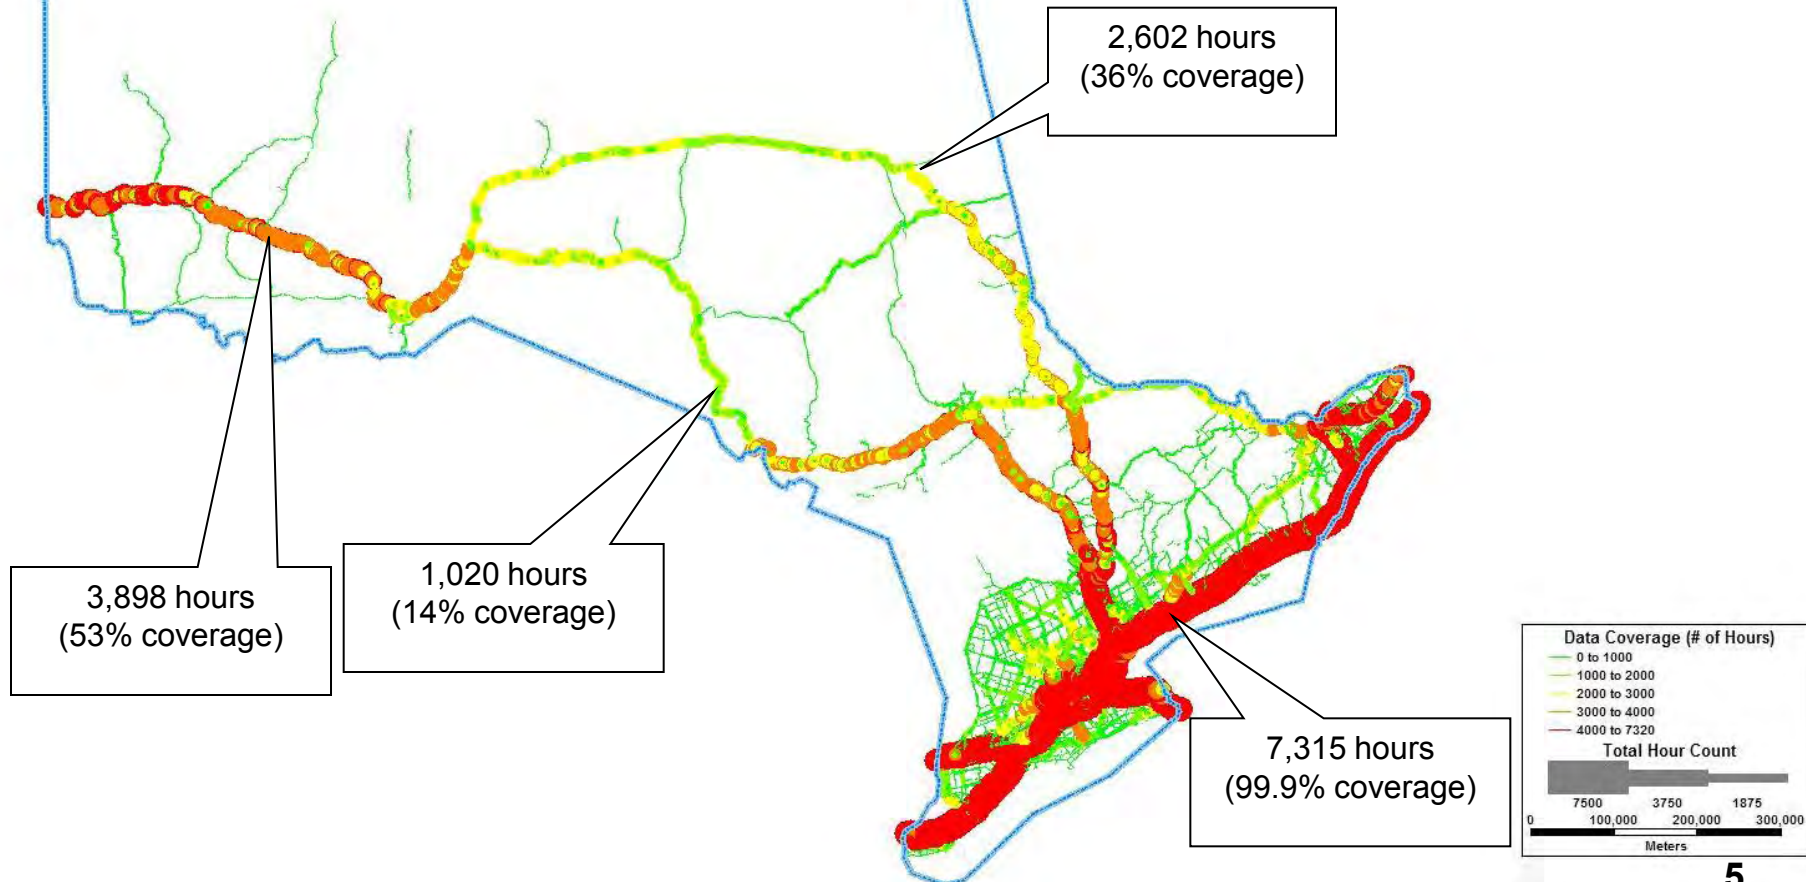 2,602 hours
(36% coverage)
3,898 hours
(53% coverage)
1,020 hours
(14% coverage)
7,315 hours
(99.9% coverage)
Data Coverage (# of Hours)
0 to 1000
1000 to 2000
2000 to 3000
3000 to 4000
4000 to 7320
Total Hour Count
7500 3750 1875
0 100,000 200,000 300,000
Meters
5